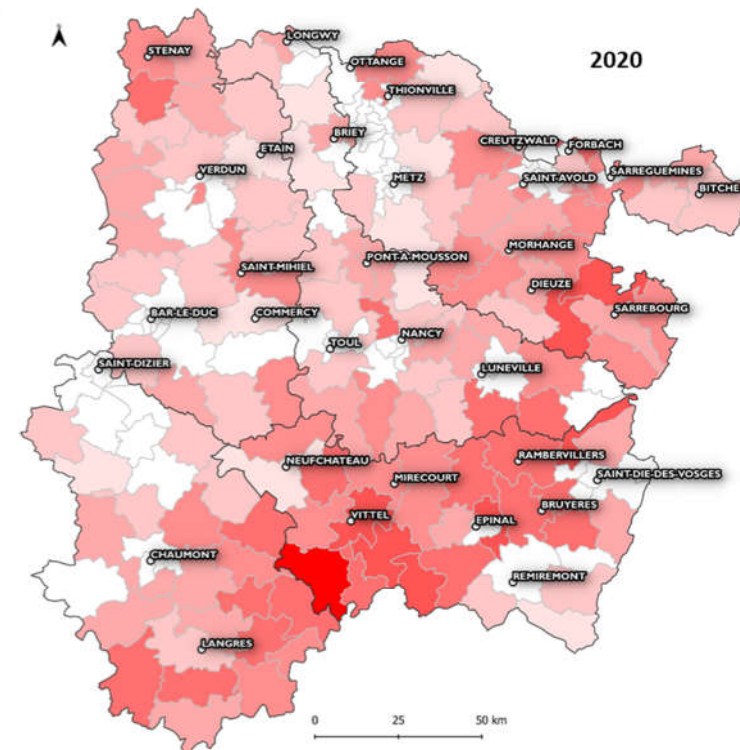 LONGWY
STENAY
OTTANGE
2020
THIONVILLE
BRIEY
CREUTZWALD
FORBACH
ETAIN
VERDUN
METZ
SAINT-AVOLD
SARREGUEMINES
BITCHE
MORHANGE
PONT-A-MOUSSON
SAINT-MIHIEL
DIEUZE
BAR-LE-DUC
COMMERCY
SARREBOURG
TOUL
NANCY
SAINT-DIZIER
LUNEVILLE
NEUFCHATEAU
RAMBERVILLERS
MIRECOURT
SAINT-DIE-DES-VOSGES
VITTEL
BRUYERES
EPINAL
CHAUMONT
REMIREMONT
LANGRES
0 25 50 km